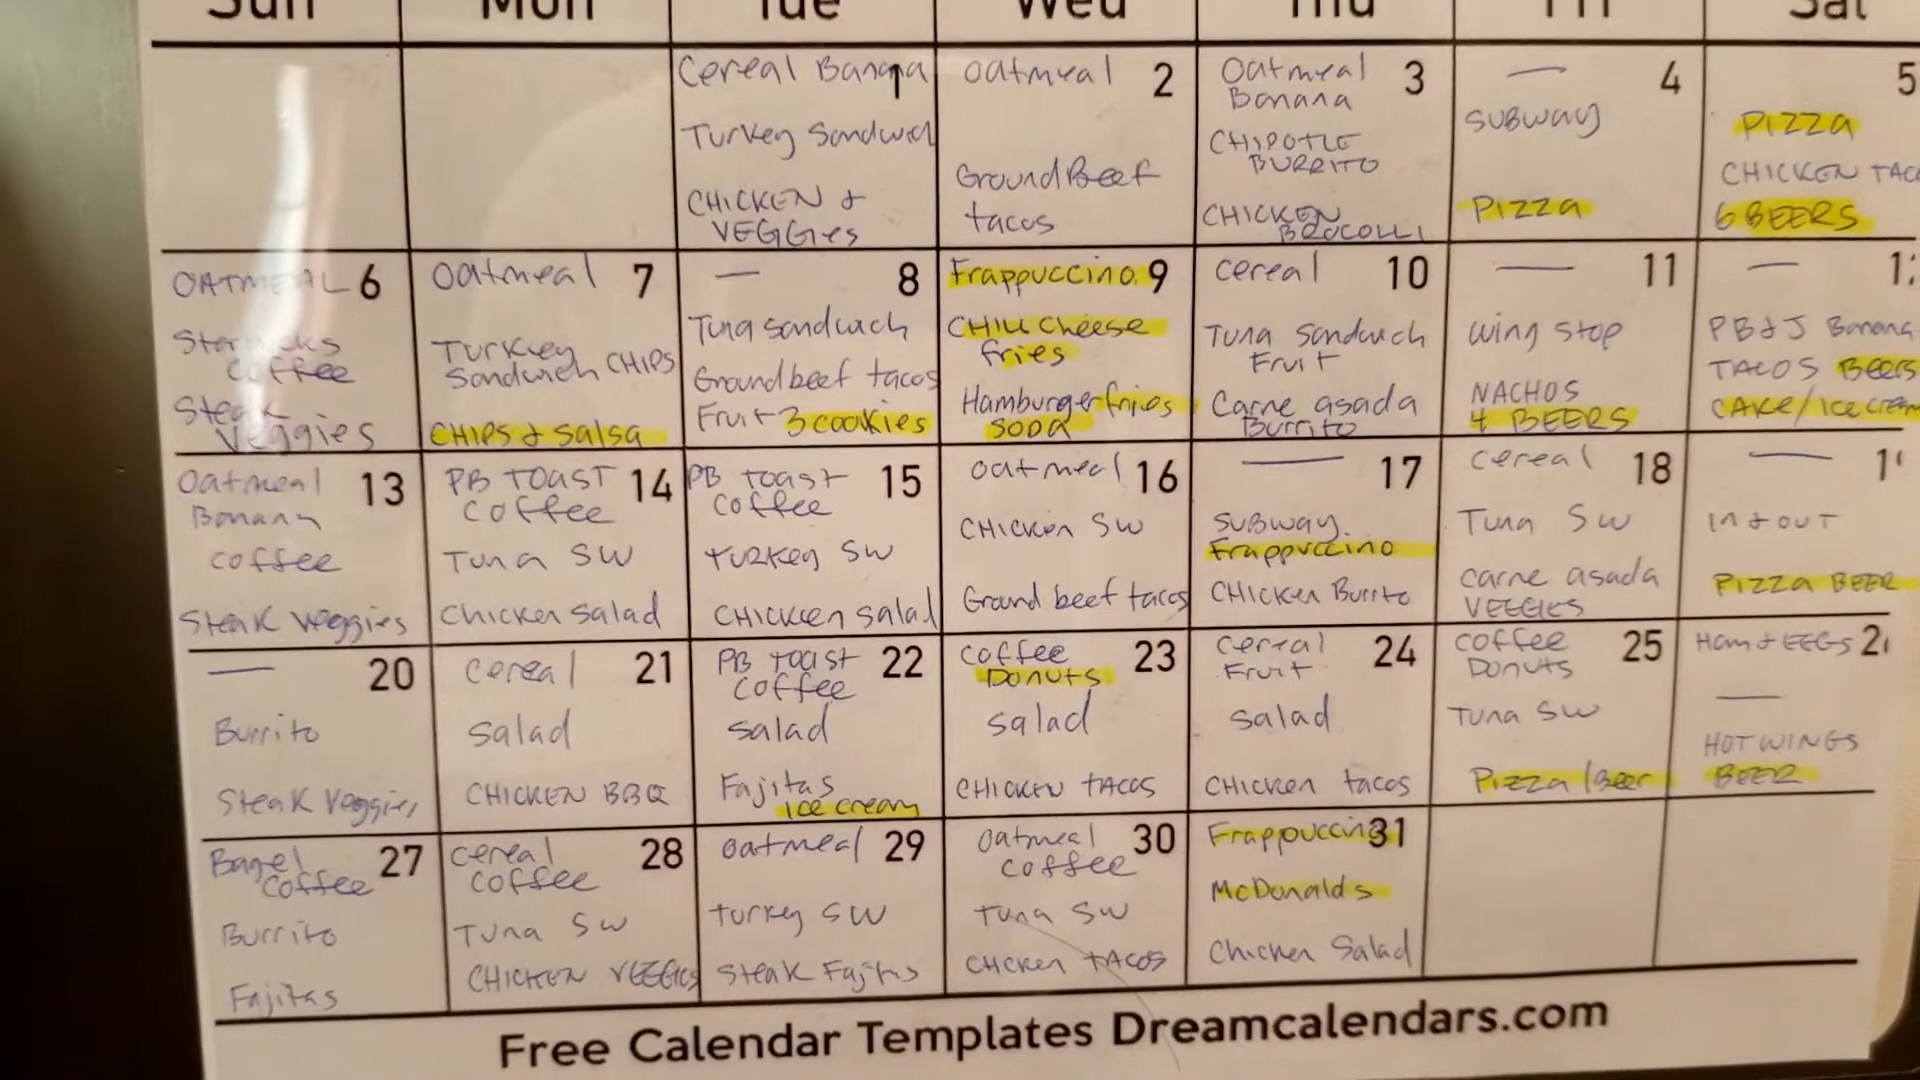 Sun Mon Tue Wed Thu Fri Sat
Cereal Banana 1
Turkey Sandwich
CHICKEN &
VEGGIES
Oatmeal 2
Ground Beef
tacos
Oatmeal 3
Banana
CHIPOTLE
BURRITO
CHICKEN
BROCOLLI
— 4
SUBWAY
PIZZA
5
PIZZA
CHICKEN TAC
6 BEERS
OATMEAL 6
Starbucks
Coffee
Steak
Veggies
Oatmeal 7
Turkey
Sandwich CHIPS
CHIPS & Salsa
— 8
Tuna sandwich
Ground beef tacos
Fruit 3 cookies
Frappuccino 9
CHILI Cheese
fries
Hamburger fries
soda
cereal 10
Tuna Sandwich
Fruit
Carne asada
Burrito
— 11
wing stop
NACHOS
4 BEERS
—
PB&J Banana
TACOS Beers
CAKE/Ice cream
Oatmeal 13
Banana
coffee
Steak Veggies
PB TOAST 14
coffee
Tuna SW
Chicken Salad
PB toast 15
coffee
TURKEY SW
CHICKEN Salad
oatmeal 16
CHICKEN SW
Ground beef tacos
— 17
SUBWAY
Frappuccino
CHICKEN Burrito
cereal 18
Tuna SW
carne asada
VEGGIES
— 1
In & out
PIZZA BEER
— 20
Burrito
Steak Veggies
cereal 21
salad
CHICKEN BBQ
PB toast 22
coffee
salad
Fajitas
ice cream
coffee 23
Donuts
salad
CHICKEN TACOS
cereal 24
Fruit
salad
CHICKEN tacos
coffee 25
Donuts
Tuna SW
Pizza/Beer
Ham & EGGS 2
—
HOT WINGS
BEER
Bagel 27
coffee
Burrito
Fajitas
cereal 28
coffee
Tuna SW
CHICKEN VEGGIES
oatmeal 29
turkey SW
Steak Fajitas
oatmeal 30
coffee
Tuna SW
CHICKEN TACOS
Frappuccino 31
McDonalds
Chicken Salad
Free Calendar Templates Dreamcalendars.com